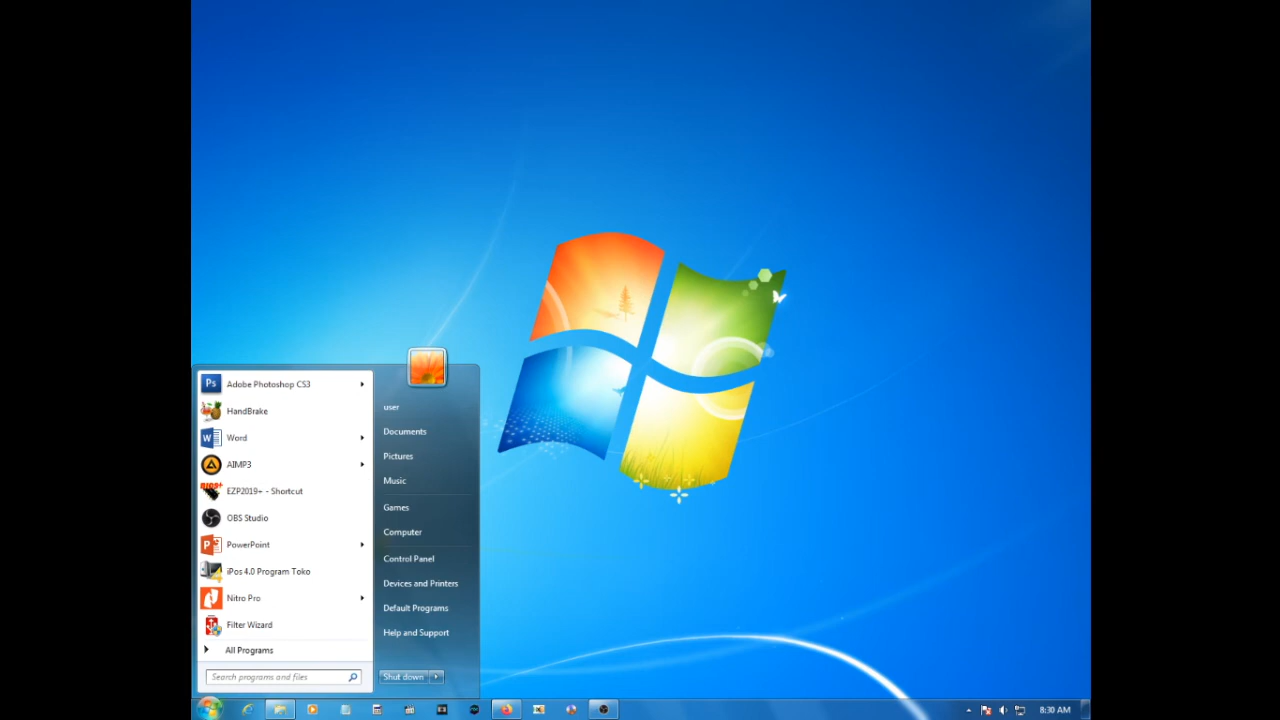 Ps
Adobe Photoshop CS3
HandBrake
Word
AIMP3
EZP2019+ - Shortcut
OBS Studio
PowerPoint
iPos 4.0 Program Toko
Nitro Pro
Filter Wizard
All Programs
Search programs and files
user
Documents
Pictures
Music
Games
Computer
Control Panel
Devices and Printers
Default Programs
Help and Support
Shut down
8:30 AM